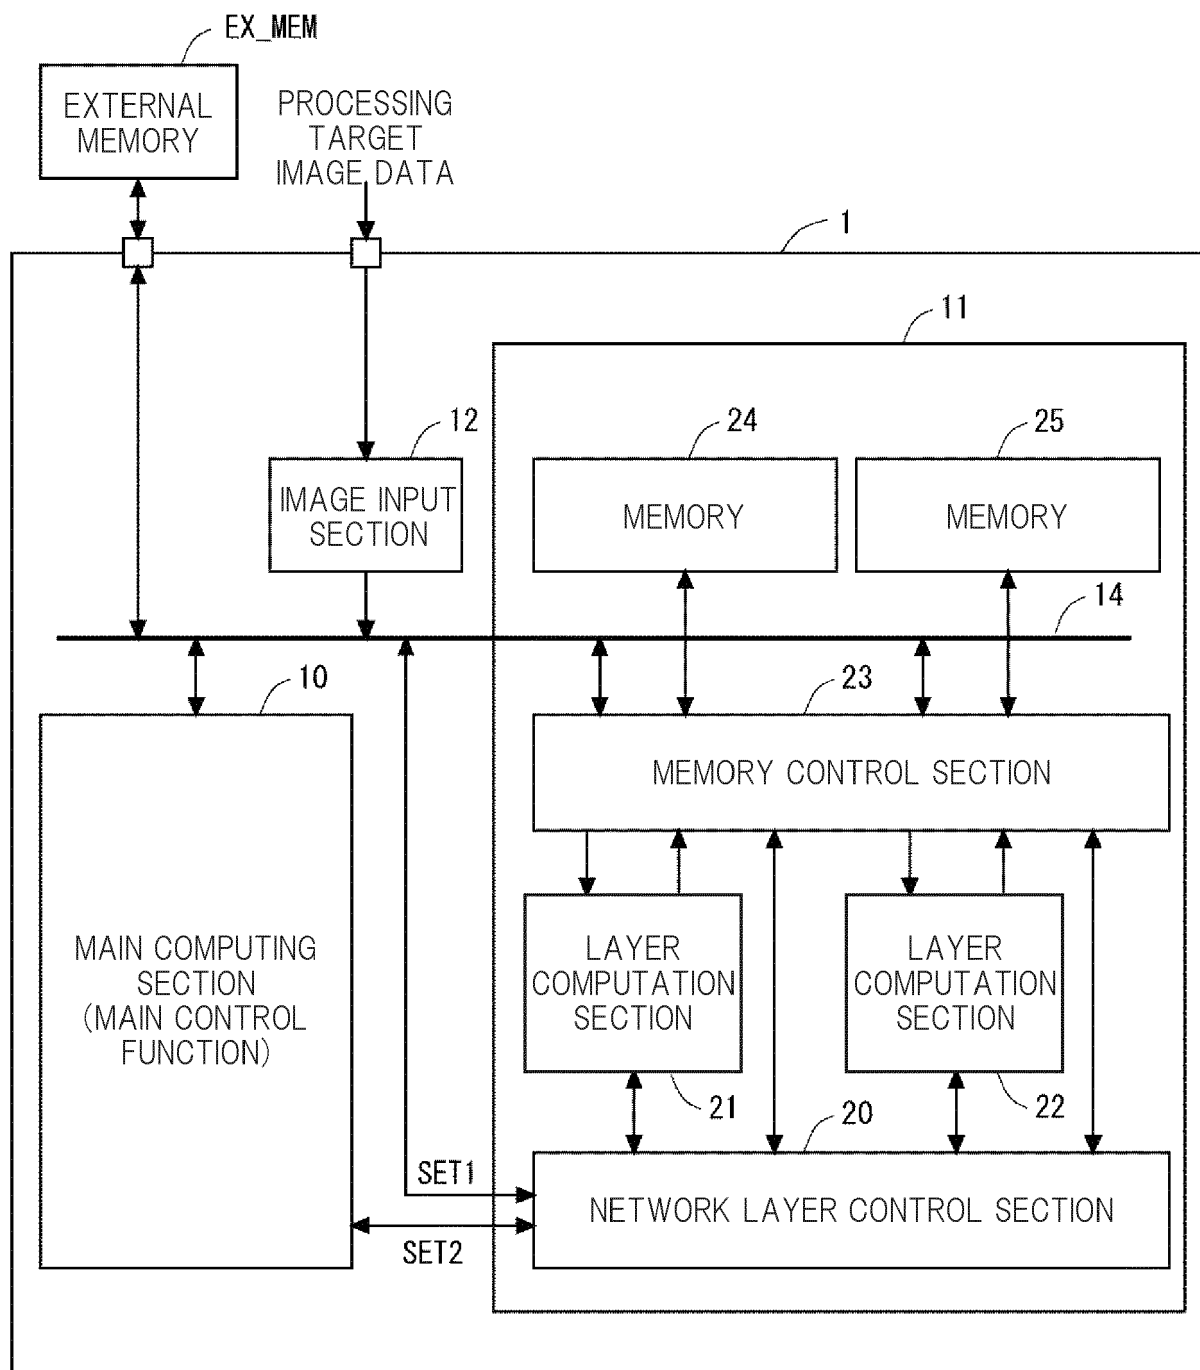 EX_MEM
EXTERNAL
MEMORY
PROCESSING
TARGET
IMAGE DATA
1
11
12
IMAGE INPUT
SECTION
24
MEMORY
25
MEMORY
14
10
MAIN COMPUTING
SECTION
(MAIN CONTROL
FUNCTION)
23
MEMORY CONTROL SECTION
LAYER
COMPUTATION
SECTION
21
LAYER
COMPUTATION
SECTION
22
20
NETWORK LAYER CONTROL SECTION
SET1
SET2